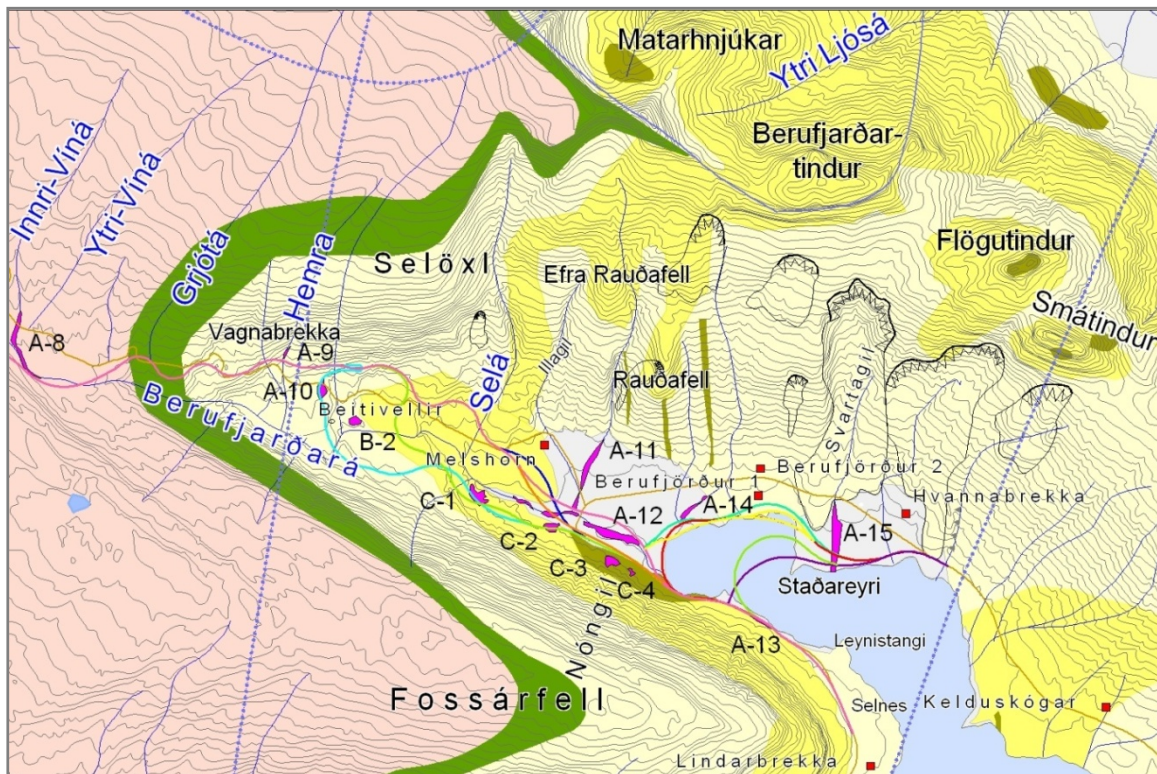 Matarhnjúkar
Ytri Ljósá
Berufjarðar-
tindur
Innri-Víná
Ytri-Víná
Grjótá
Hemra
Selöxl
Efra Rauðafell
Flögutindur
Smátindur
Vagnabrekka
A-8
A-9
Selá
Illagil
Rauðafell
Svartagil
A-10
Beitivellir
Berufjarðará
B-2
Melshorn
A-11
Berufjörður 2
Berufjörður 1
Hvannabrekka
C-1
A-12
A-14
A-15
C-2
C-3
C-4
Staðareyri
Nóngil
A-13
Leynistangi
Fossárfell
Selnes
Kelduskógar
Lindarbrekka